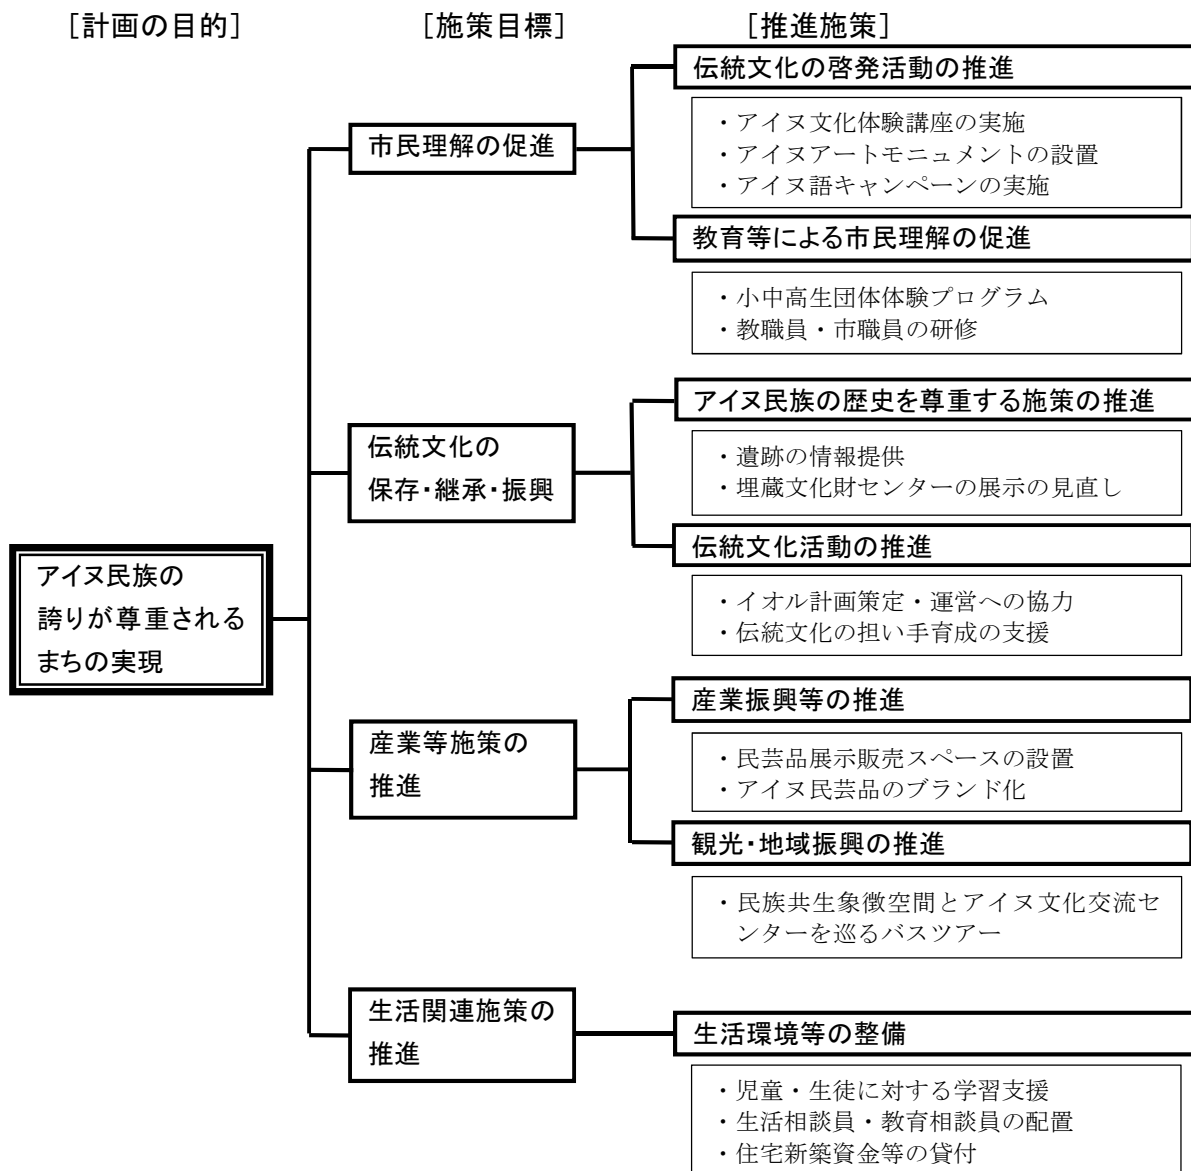 ［計画の目的］
［施策目標］
［推進施策］
アイヌ民族の
誇りが尊重される
まちの実現
市民理解の促進
伝統文化の啓発活動の推進
・アイヌ文化体験講座の実施
・アイヌアートモニュメントの設置
・アイヌ語キャンペーンの実施
教育等による市民理解の促進
・小中高生団体体験プログラム
・教職員・市職員の研修
伝統文化の
保存・継承・振興
アイヌ民族の歴史を尊重する施策の推進
・遺跡の情報提供
・埋蔵文化財センターの展示の見直し
伝統文化活動の推進
・イオル計画策定・運営への協力
・伝統文化の担い手育成の支援
産業等施策の
推進
産業振興等の推進
・民芸品展示販売スペースの設置
・アイヌ民芸品のブランド化
観光・地域振興の推進
・民族共生象徴空間とアイヌ文化交流セ
ンターを巡るバスツアー
生活関連施策の
推進
生活環境等の整備
・児童・生徒に対する学習支援
・生活相談員・教育相談員の配置
・住宅新築資金等の貸付